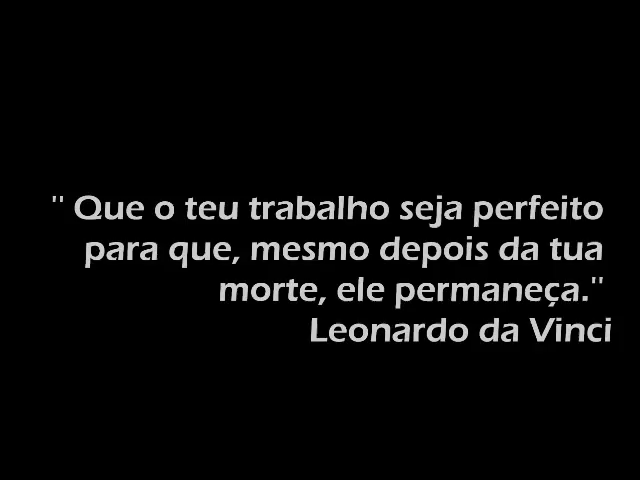 " Que o teu trabalho seja perfeito
para que, mesmo depois da tua
morte, ele permaneça."
Leonardo da Vinci